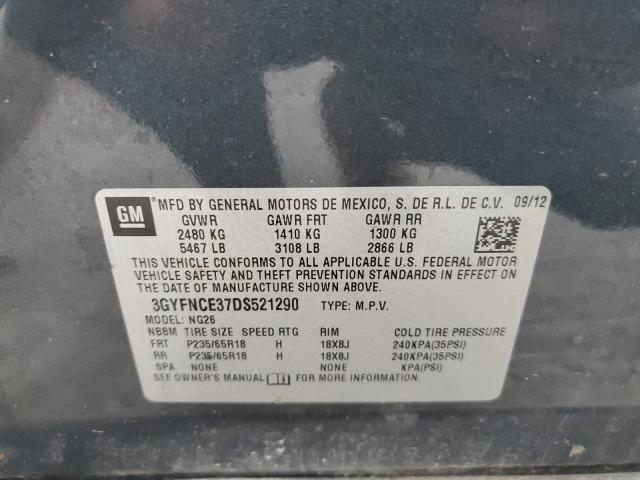 GM *MFD BY GENERAL MOTORS DE MEXICO, S. DE R.L. DE C.V. 09/12
GVWR GAWR FRT GAWR RR
2480 KG 1410 KG 1300 KG
5467 LB 3108 LB 2866 LB
THIS VEHICLE CONFORMS TO ALL APPLICABLE U.S. FEDERAL MOTOR
VEHICLE SAFETY AND THEFT PREVENTION STANDARDS IN EFFECT ON
THE DATE OF MANUFACTURE SHOWN ABOVE.
3GYFNCE37DS521290 TYPE: M.P.V.
MODEL: NG26
NBBM TIRE SIZE SPEED RTG RIM COLD TIRE PRESSURE
FRT P235/65R18 H 18X8J 240KPA(35PSI)
RR P235/65R18 H 18X8J 240KPA(35PSI)
SPA NONE NONE KPA(PSI)
SEE OWNER'S MANUAL FOR MORE INFORMATION.